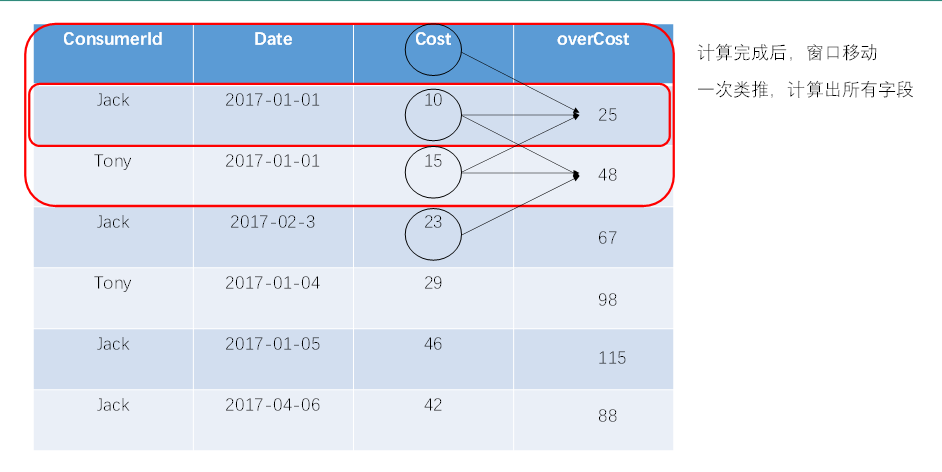 ConsumerId Date Cost overCost
Jack 2017-01-01 10 25
Tony 2017-01-01 15 48
Jack 2017-02-3 23 67
Tony 2017-01-04 29 98
Jack 2017-01-05 46 115
Jack 2017-04-06 42 88
计算完成后，窗口移动
一次类推，计算出所有字段